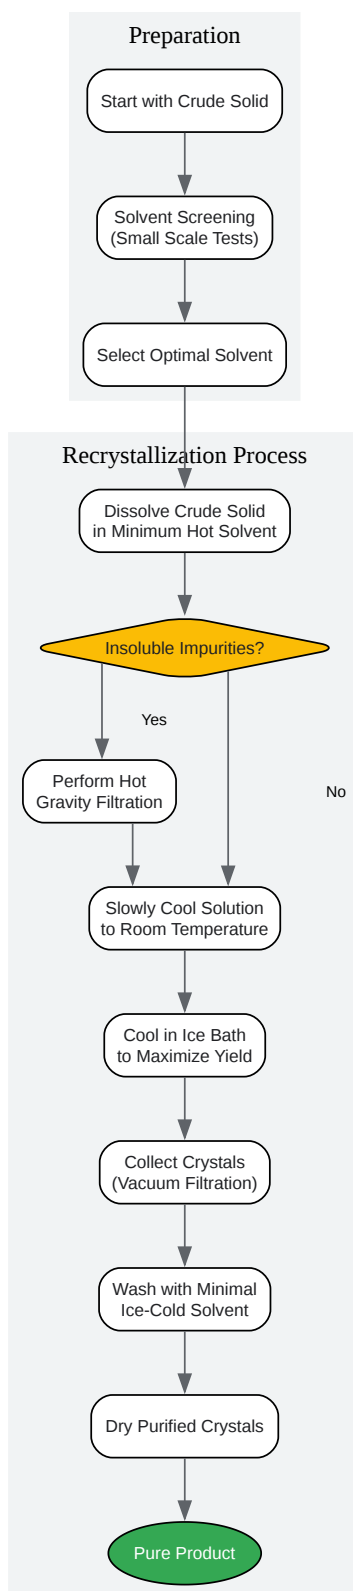 Preparation
Start with Crude Solid
Solvent Screening
(Small Scale Tests)
Select Optimal Solvent
Recrystallization Process
Dissolve Crude Solid
in Minimum Hot Solvent
Insoluble Impurities?
Yes
Perform Hot
Gravity Filtration
No
Slowly Cool Solution
to Room Temperature
Cool in Ice Bath
to Maximize Yield
Collect Crystals
(Vacuum Filtration)
Wash with Minimal
Ice-Cold Solvent
Dry Purified Crystals
Pure Product